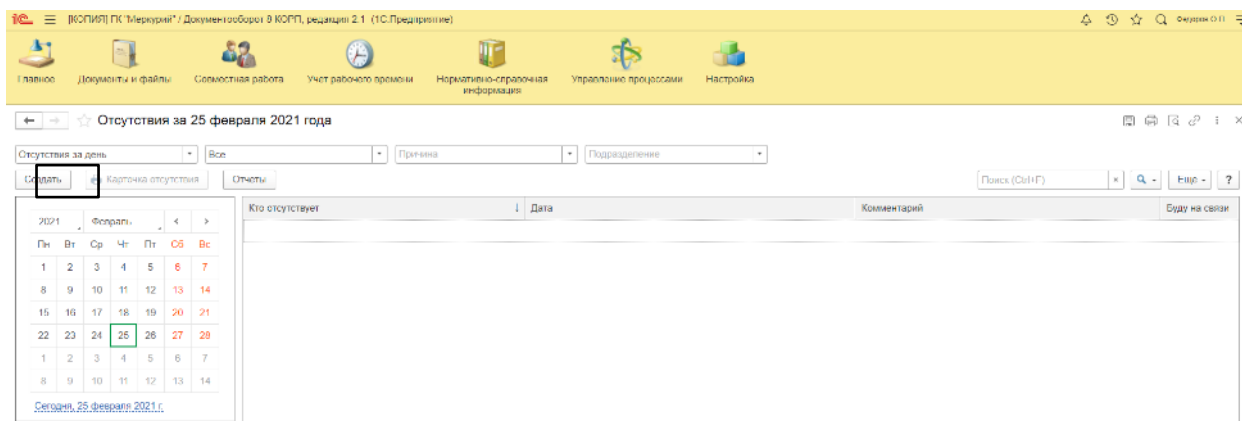 [КОПИЯ] ГК "Меркурий" / Документооборот 8 КОРП, редакция 2.1 (1С:Предприятие)
Главное Документы и файлы Совместная работа Учет рабочего времени Нормативно-справочная информация Управление процессами Настройка
Отсутствия за 25 февраля 2021 года
Отсутствия за день Все Причина Подразделение
Создать Карточка отсутствия Отчеты Поиск (Ctrl+F) × Еще ?
2021 Февраль < > Кто отсутствует ↓ Дата Комментарий Буду на связи
Пн Вт Ср Чт Пт Сб Вс
1 2 3 4 5 6 7
8 9 10 11 12 13 14
15 16 17 18 19 20 21
22 23 24 25 26 27 28
1 2 3 4 5 6 7
8 9 10 11 12 13 14
Сегодня, 25 февраля 2021 г.